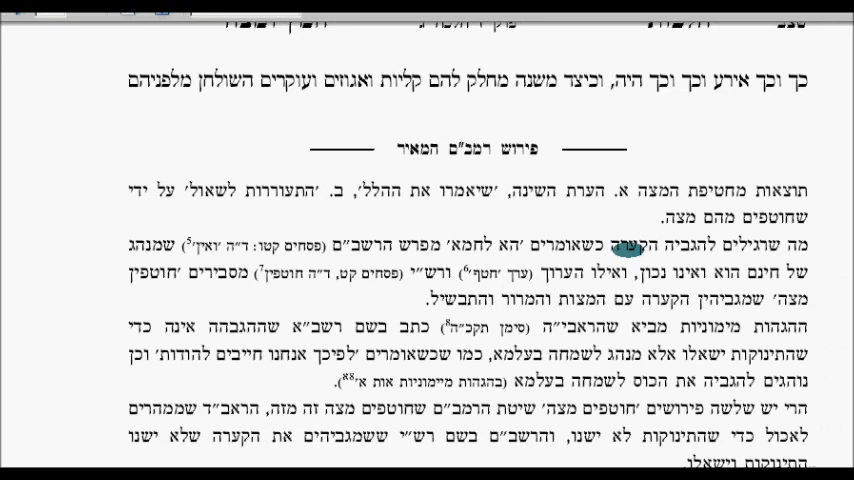 כך וכך אירע וכך וכך היה, וכיצד משנה מחלק להם קליות ואגוזים ועוקרים השולחן מלפניהם
פירוש רמב״ם המאיר
תוצאות מחטיפת המצה א. הערת השינה, 'שיאמרו את ההלל', ב. 'התעוררות לשאול' על ידי
שחוטפים מהם מצה.
מה שרגילים להגביה הקערה כשאומרים 'הא לחמא' מפרש הרשב״ם (פסחים קטו: ד״ה 'ואין'5) שמנהג
של חינם הוא ואינו נכון, ואילו הערוך (ערך 'חטף'6) ורש״י (פסחים קט, ד״ה חוטפין7) מסבירים 'חוטפין
מצה' שמגביהין הקערה עם המצות והמרור והתבשיל.
ההגהות מימוניות מביא שהראבי״ה (סימן תקכ״ה8) כתב בשם רשב״א שההגבהה אינה כדי
שהתינוקות ישאלו אלא מנהג לשמחה בעלמא, כמו שכשאומרים 'לפיכך אנחנו חייבים להודות' וכן
נוהגים להגביה את הכוס לשמחה בעלמא (בהגהות מיימוניות אות א'8א).
הרי יש שלשה פירושים 'חוטפים מצה' שיטת הרמב״ם שחוטפים מצה זה מזה, הראב״ד שממהרים
לאכול כדי שהתינוקות לא ישנו, והרשב״ם בשם רש״י ששמגביהים את הקערה שלא ישנו
התינוקות וישאלו.